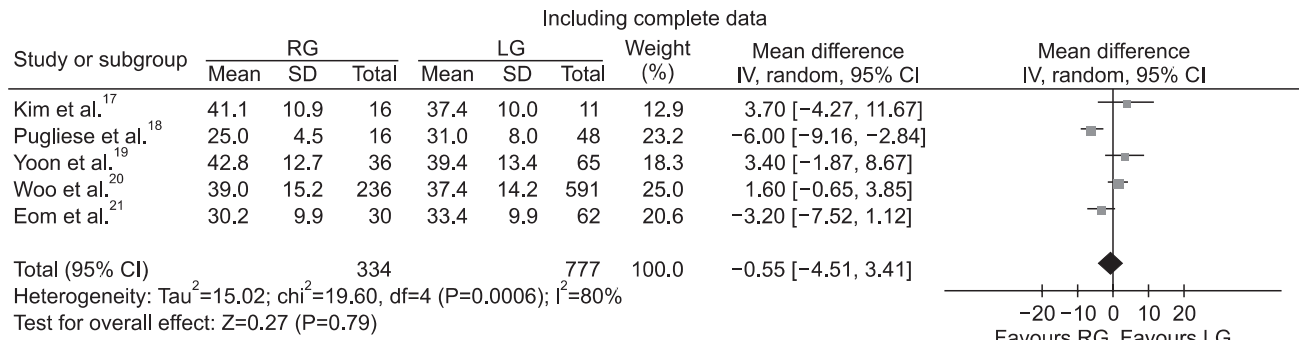 Including complete data
Study or subgroup RG LG Weight (%) Mean difference IV, random, 95% CI Mean difference IV, random, 95% CI
Mean SD Total Mean SD Total
Kim et al.17 41.1 10.9 16 37.4 10.0 11 12.9 3.70 [−4.27, 11.67]
Pugliese et al.18 25.0 4.5 16 31.0 8.0 48 23.2 −6.00 [−9.16, −2.84]
Yoon et al.19 42.8 12.7 36 39.4 13.4 65 18.3 3.40 [−1.87, 8.67]
Woo et al.20 39.0 15.2 236 37.4 14.2 591 25.0 1.60 [−0.65, 3.85]
Eom et al.21 30.2 9.9 30 33.4 9.9 62 20.6 −3.20 [−7.52, 1.12]
Total (95% CI) 334 777 100.0 −0.55 [−4.51, 3.41]
Heterogeneity: Tau2=15.02; chi2=19.60, df=4 (P=0.0006); I2=80%
Test for overall effect: Z=0.27 (P=0.79)
−20 −10 0 10 20
Favours RG Favours LG